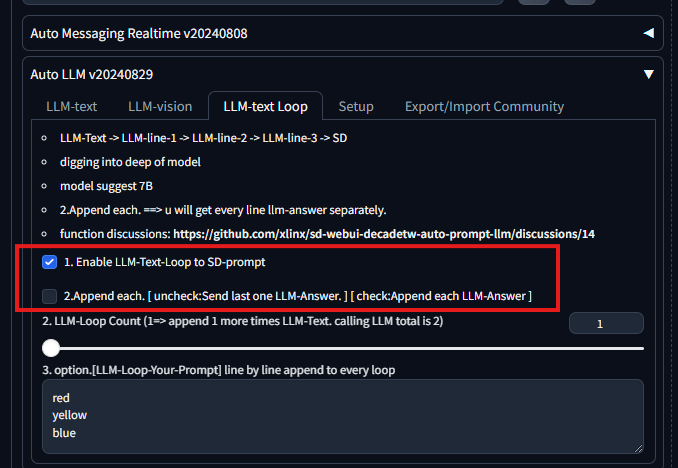 Auto Messaging Realtime v20240808
Auto LLM v20240829
LLM-text LLM-vision LLM-text Loop Setup Export/Import Community
LLM-Text -> LLM-line-1 -> LLM-line-2 -> LLM-line-3 -> SD
digging into deep of model
model suggest 7B
2.Append each. ==> u will get every line llm-answer separately.
function discussions: https://github.com/xlinx/sd-webui-decadetw-auto-prompt-llm/discussions/14
1. Enable LLM-Text-Loop to SD-prompt
2.Append each. [ uncheck:Send last one LLM-Answer. ] [ check:Append each LLM-Answer ]
2. LLM-Loop Count (1=> append 1 more times LLM-Text. calling LLM total is 2) 1
3. option.[LLM-Loop-Your-Prompt] line by line append to every loop
red
yellow
blue